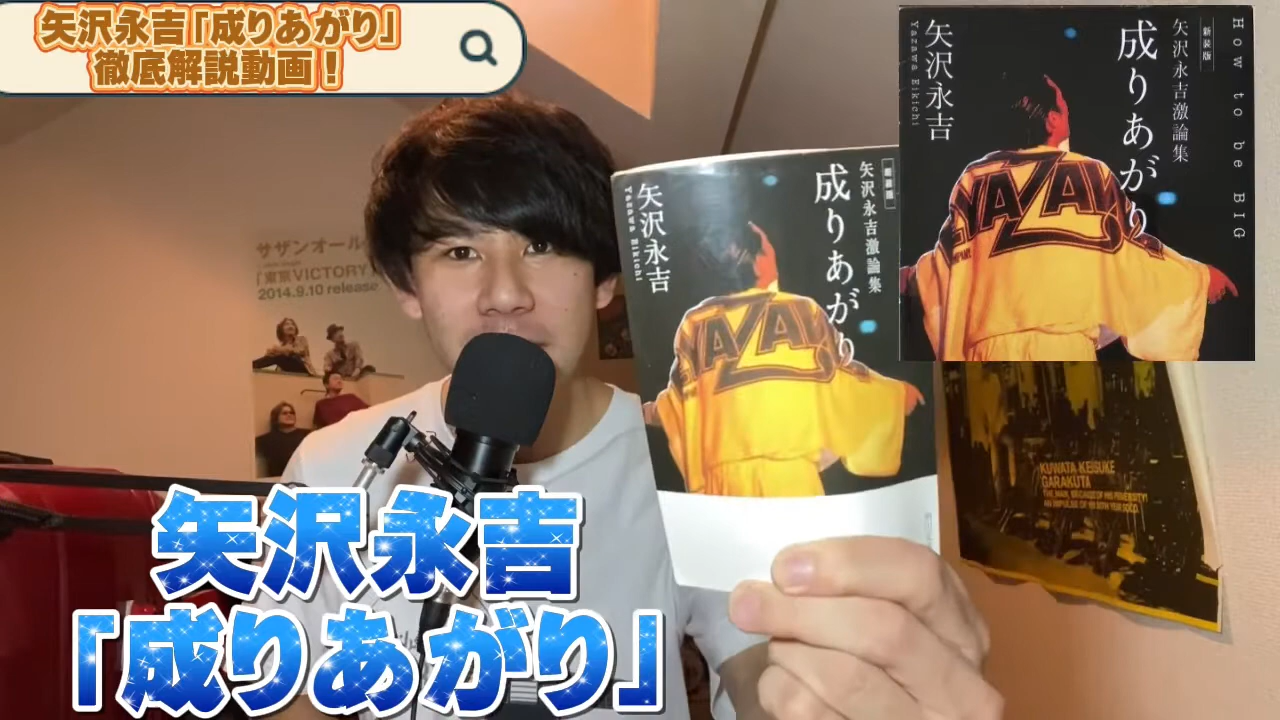 矢沢永吉「成りあがり」
徹底解説動画！
How to be BIG
新装版
矢沢永吉激論集
成りあがり
矢沢永吉
Yazawa Eikichi
YAZAWA
新装版
矢沢永吉激論集
成りあがり
矢沢永吉
Yazawa Eikichi
YAZAWA
サザンオール
「東京VICTORY
2014.9.10 release
KUWATA KEISUKE
GARAKUTA
矢沢永吉
「成りあがり」